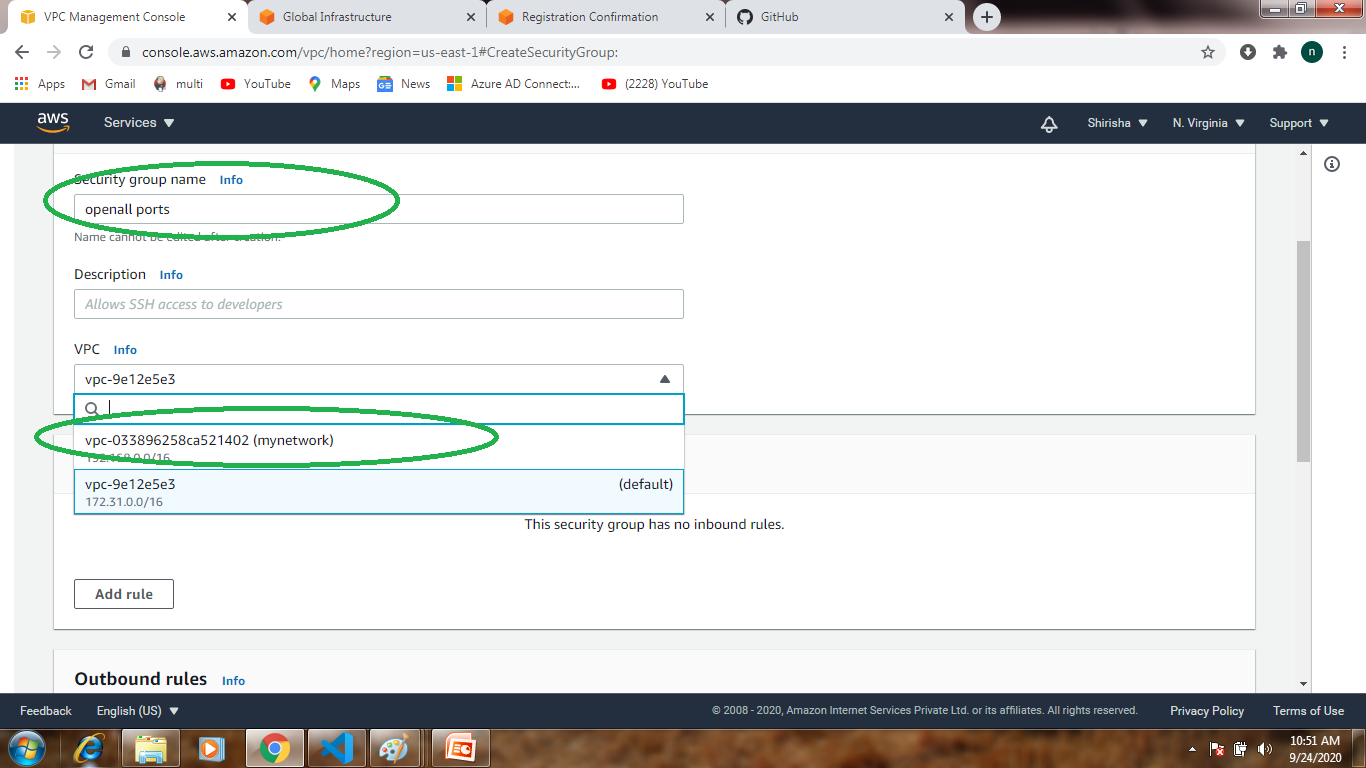 VPC Management Console
Global Infrastructure
Registration Confirmation
GitHub
console.aws.amazon.com/vpc/home?region=us-east-1#CreateSecurityGroup:
n
Apps
Gmail
multi
YouTube
Maps
News
Azure AD Connect:...
(2228) YouTube
aws
Services
Shirisha
N. Virginia
Support
Security group name Info
openall ports
Name cannot be edited after creation.
Description Info
Allows SSH access to developers
VPC Info
vpc-9e12e5e3
vpc-033896258ca521402 (mynetwork)
192.168.0.0/16
vpc-9e12e5e3 (default)
172.31.0.0/16
This security group has no inbound rules.
Add rule
Outbound rules Info
Feedback
English (US)
© 2008 - 2020, Amazon Internet Services Private Ltd. or its affiliates. All rights reserved.
Privacy Policy
Terms of Use
10:51 AM
9/24/2020